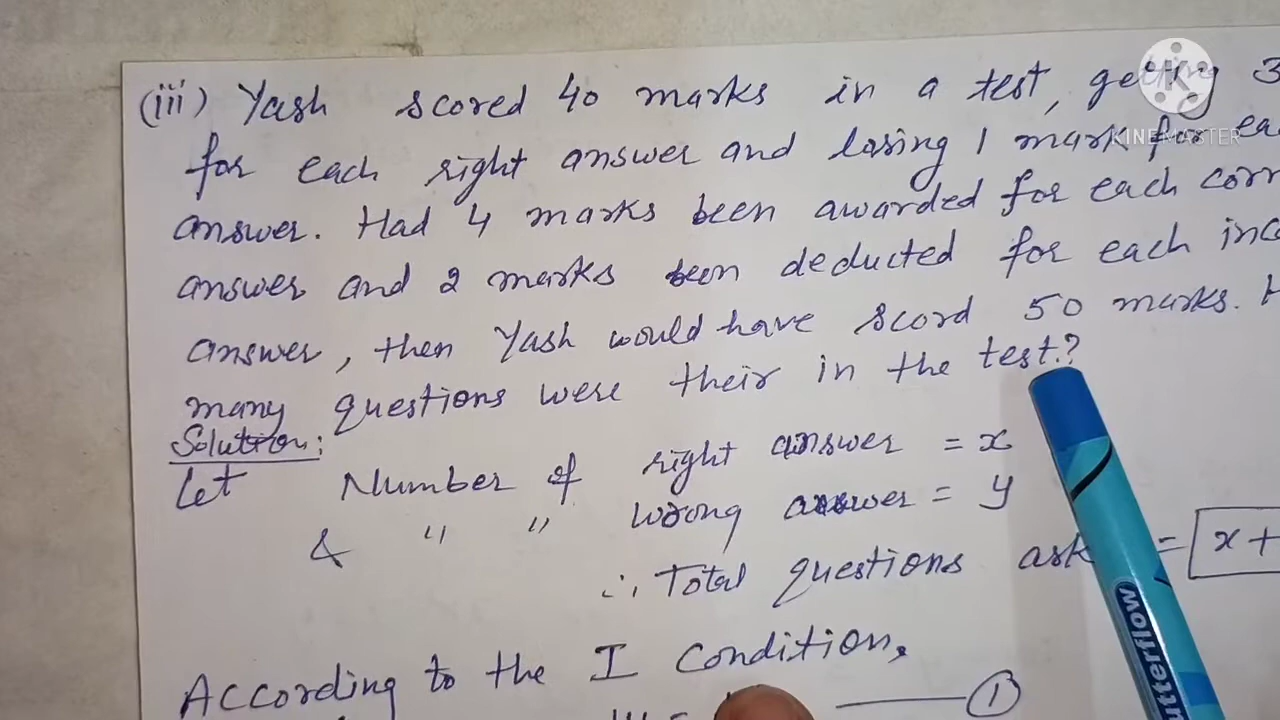 (iii) Yash scored 40 marks in a test, getting 3
for each right answer and losing 1 mark for ea
answer. Had 4 marks been awarded for each corr
answer and 2 marks been deducted for each inco
answer, then Yash would have scord 50 marks. H
many questions were their in the test?
Solution:
Let Number of right answer = x
& " " wrong answer = y
∴ Total questions ask = x +
According to the I Condition,
①
KINEMASTER
utterflow